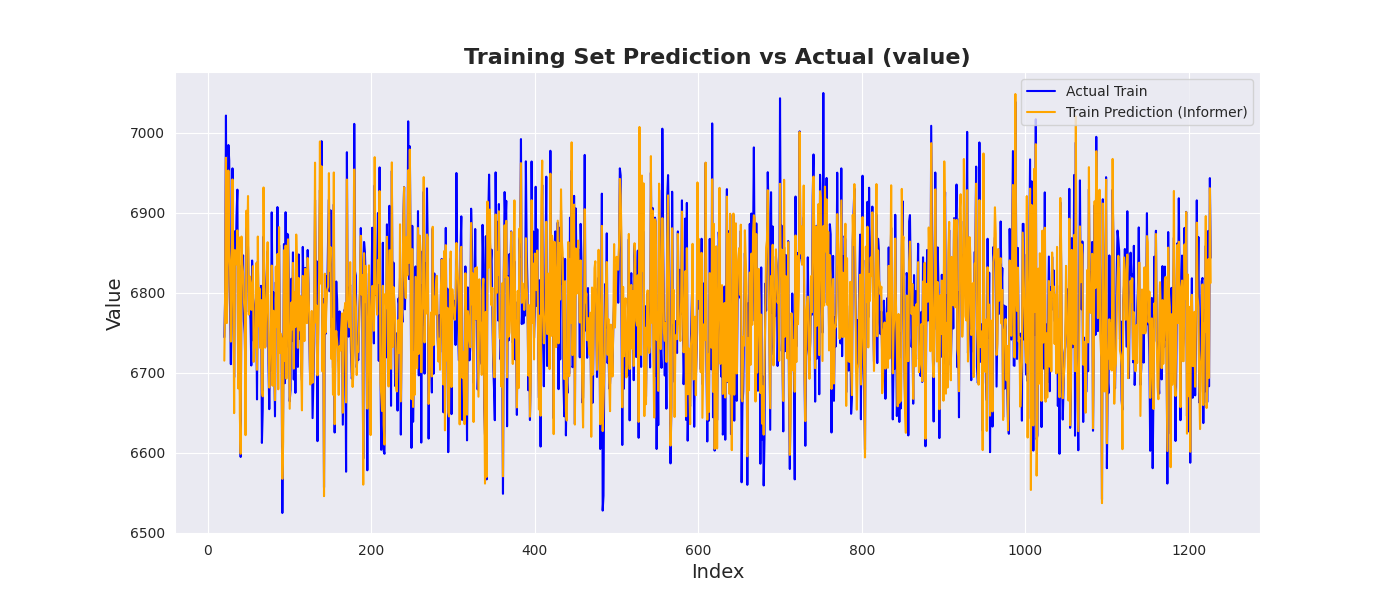 Training Set Prediction vs Actual (value)
Actual Train
Train Prediction (Informer)
Value
7000
6900
6800
6700
6600
6500
0 200 400 600 800 1000 1200
Index